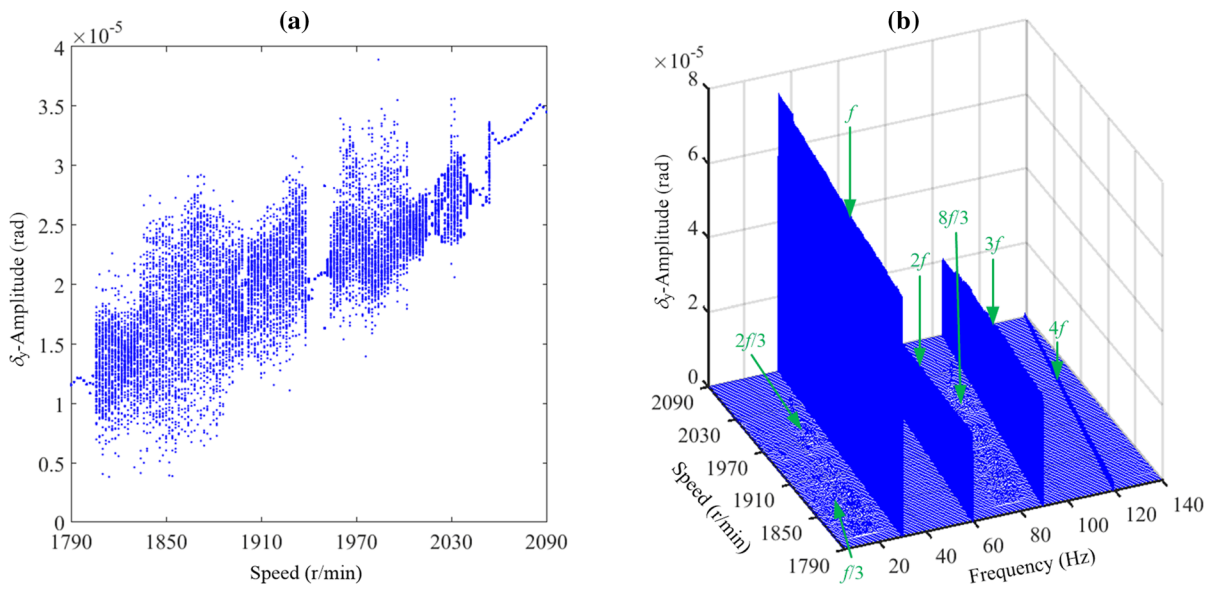 (a)
×10⁻⁵
4
3.5
3
2.5
2
1.5
1
0.5
0
δy-Amplitude (rad)
1790 1850 1910 1970 2030 2090
Speed (r/min)
(b)
×10⁻⁵
8
6
4
2
0
δy-Amplitude (rad)
f
8f/3
3f
2f
4f
2f/3
f/3
2090
2030
1970
1910
1850
1790
Speed (r/min)
20 40 60 80 100 120 140
Frequency (Hz)